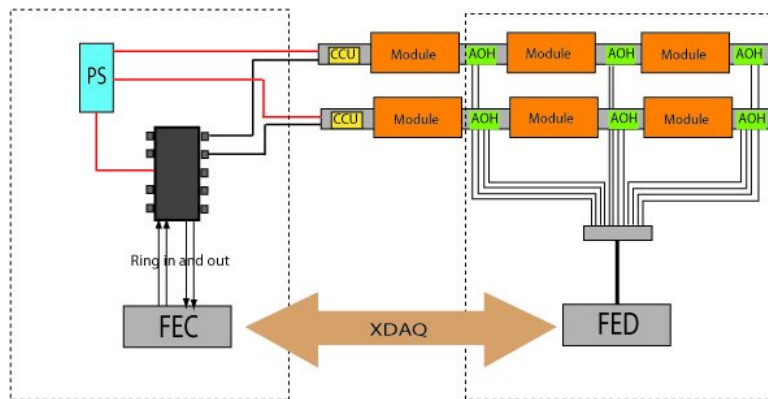 CCU Module AOH Module AOH Module AOH
PS
CCU Module AOH Module AOH Module AOH
Ring in and out
FEC
XDAQ
FED